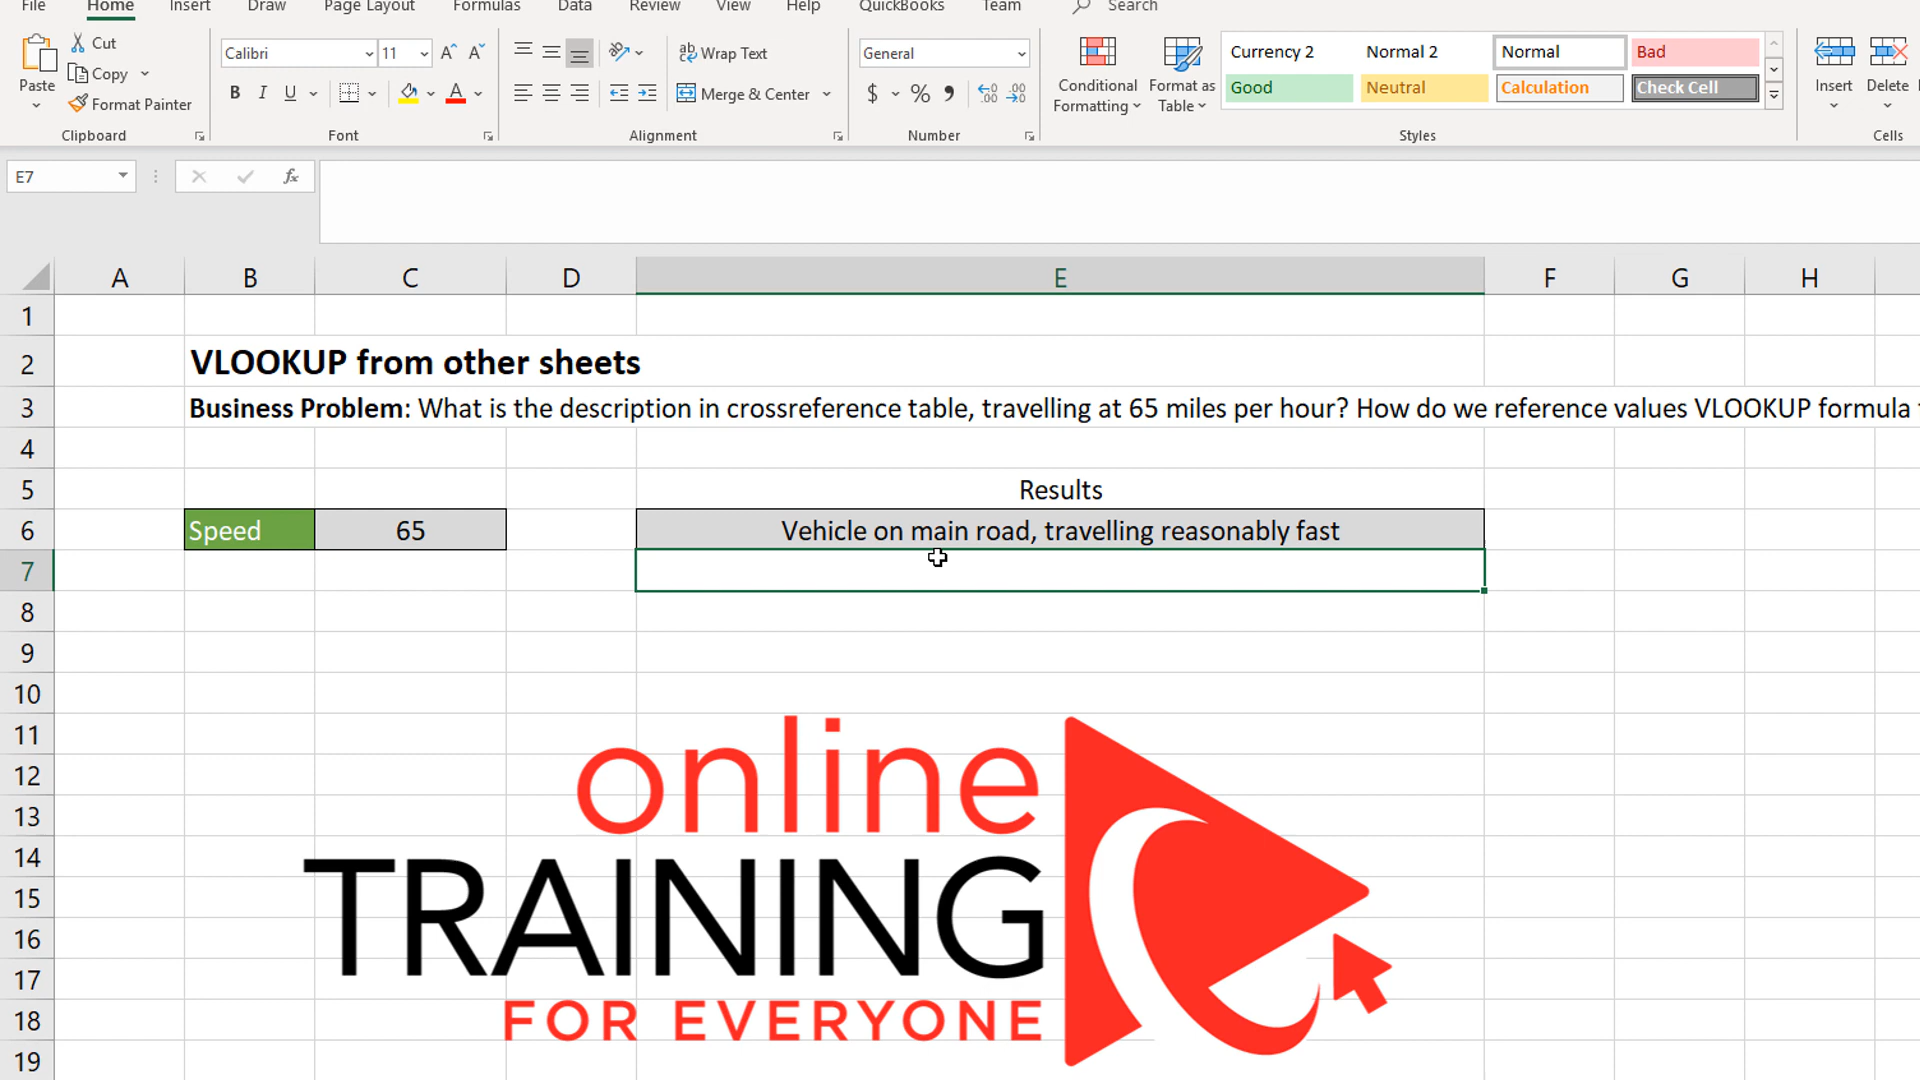 File Home Insert Draw Page Layout Formulas Data Review View Help QuickBooks Team Search
Paste Cut Copy Format Painter
Clipboard
Calibri 11 A A
B I U A
Font
ab Wrap Text
Merge & Center
Alignment
General
$ % 9 .00 .00
Number
Conditional Formatting Format as Table
Currency 2 Normal 2 Normal Bad
Good Neutral Calculation Check Cell
Styles
Insert Delete
Cells
E7 fx
A B C D E F G H
1
2 VLOOKUP from other sheets
3 Business Problem: What is the description in crossreference table, travelling at 65 miles per hour? How do we reference values VLOOKUP formula
4
5 Results
6 Speed 65 Vehicle on main road, travelling reasonably fast
7
8
9
10
11
12
13
14
15
16
17
18
19
online
TRAINING
FOR EVERYONE